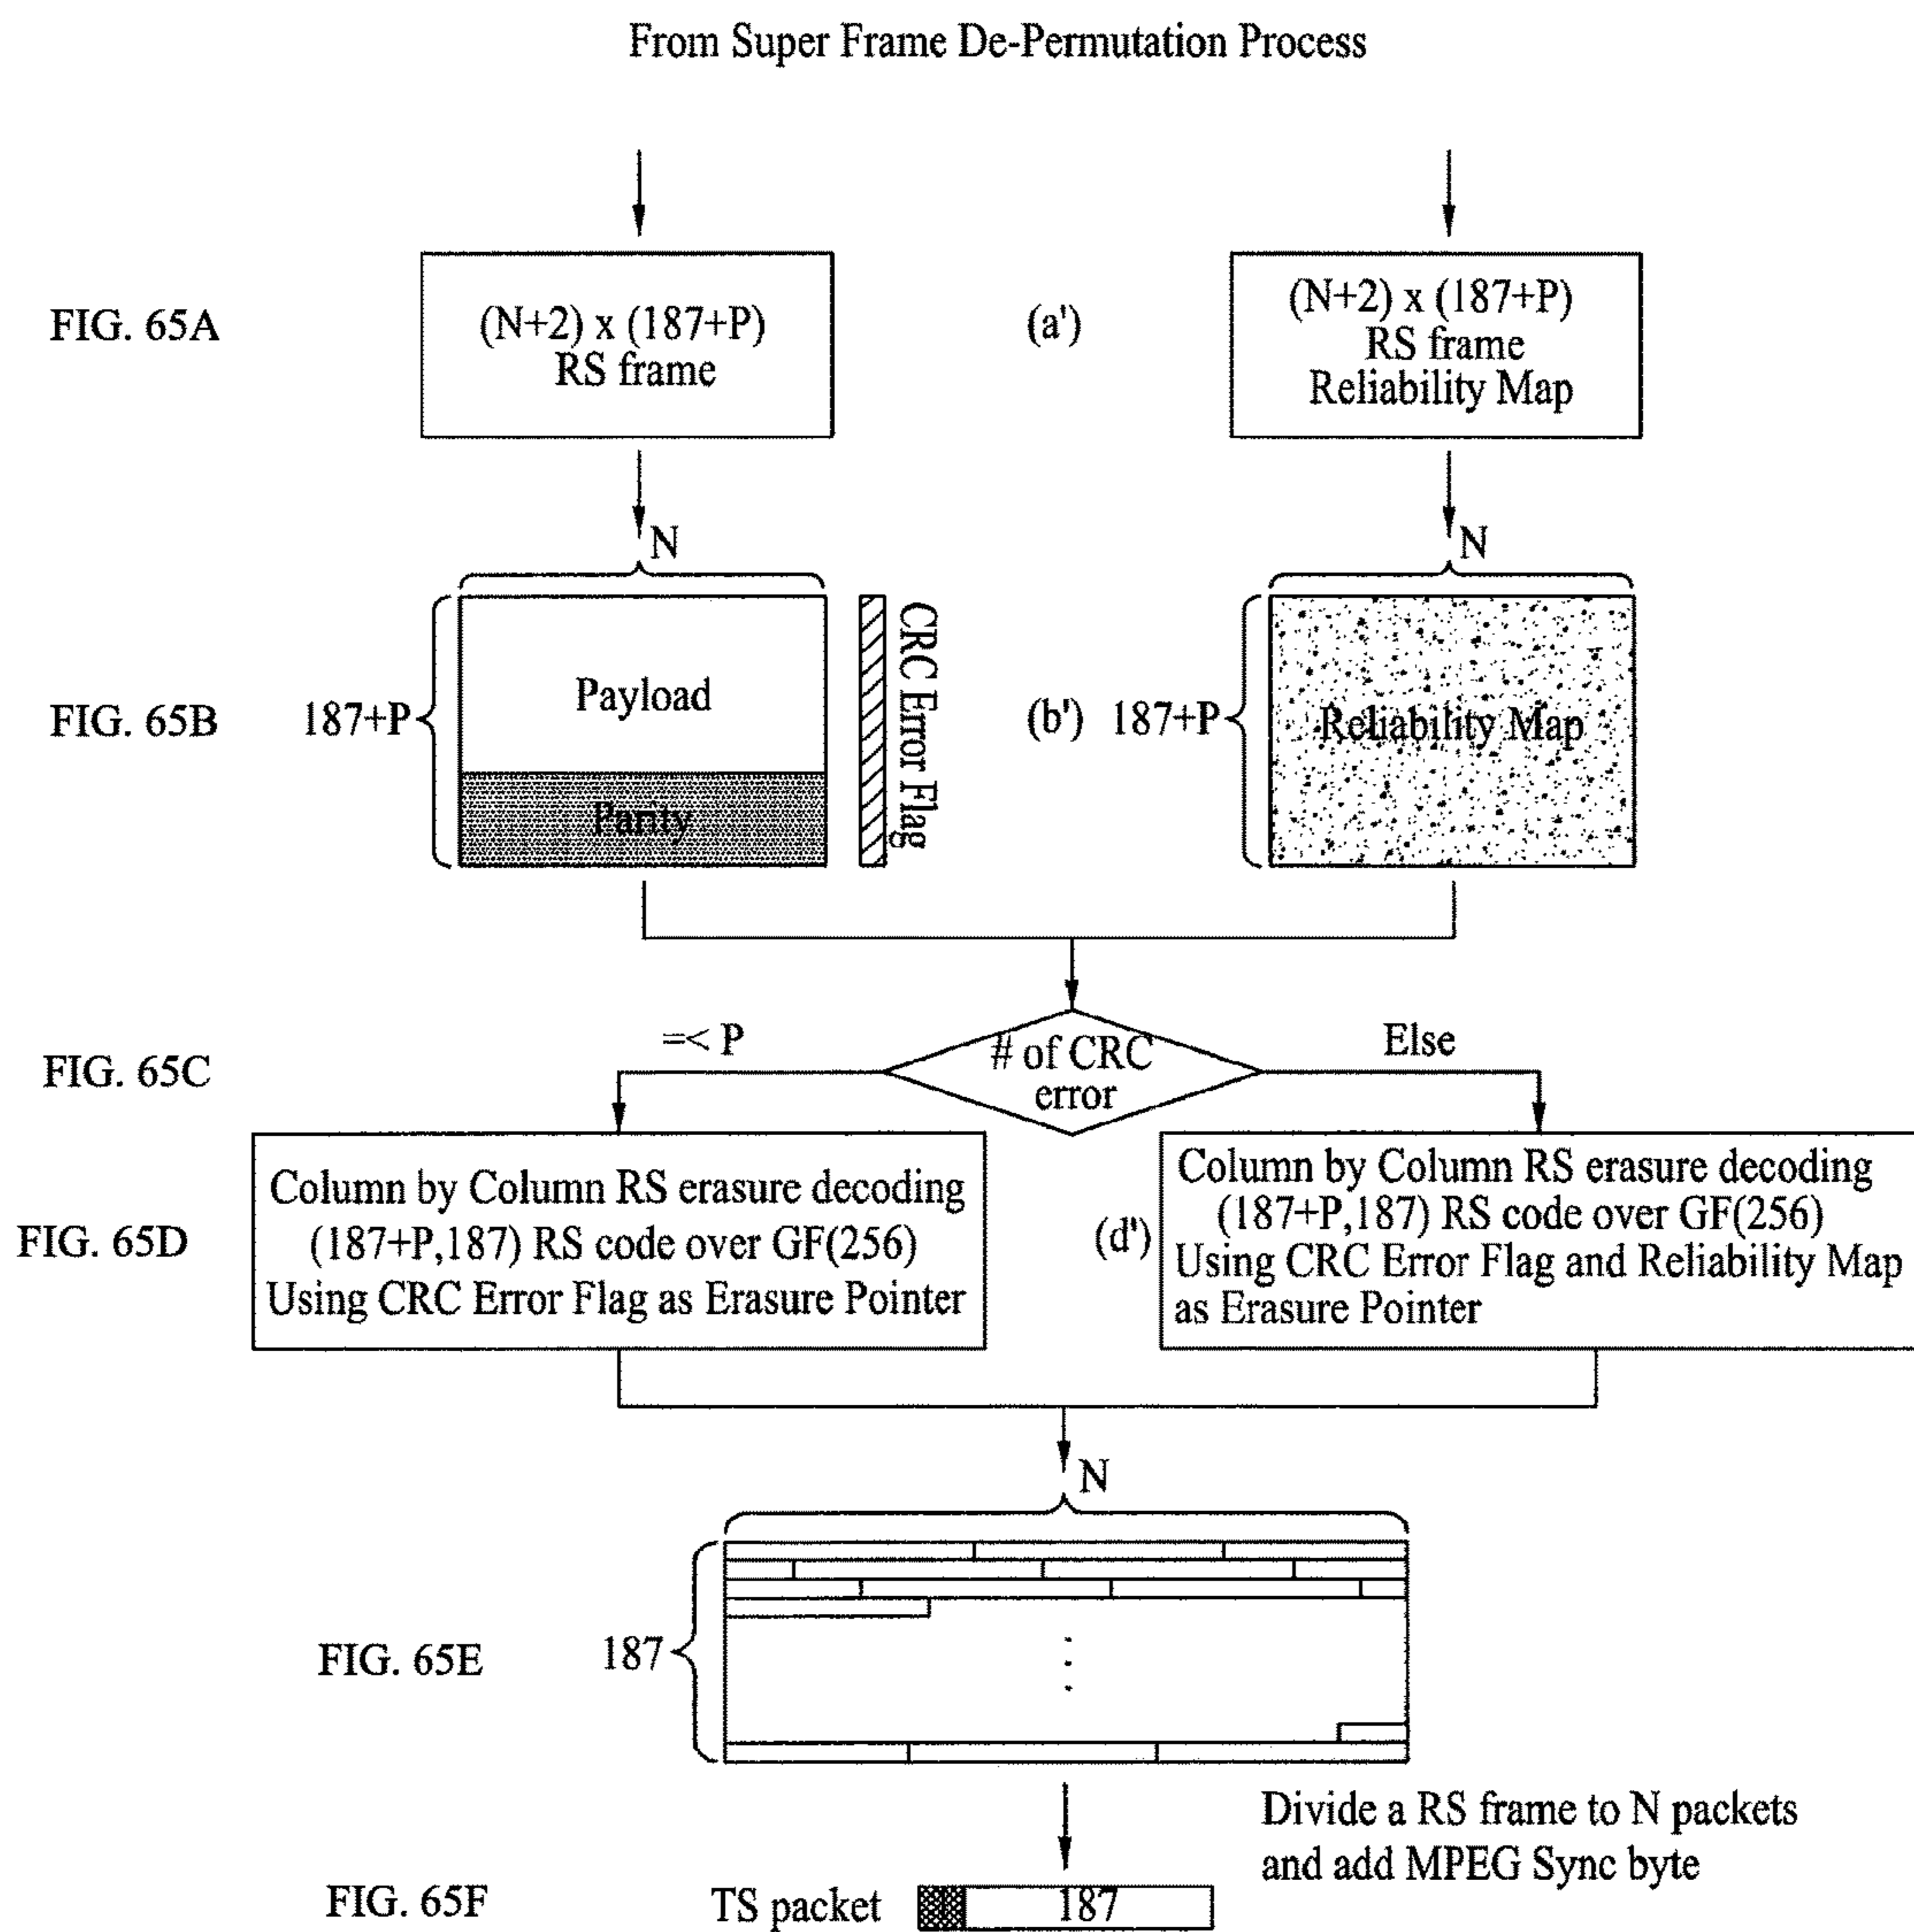 From Super Frame De-Permutation Process
FIG. 65A
(N+2) x (187+P)
RS frame
(a')
(N+2) x (187+P)
RS frame
Reliability Map
N
N
FIG. 65B
187+P
Payload
Parity
CRC Error Flag
(b')
187+P
Reliability Map
FIG. 65C
=< P
# of CRC
error
Else
FIG. 65D
Column by Column RS erasure decoding
(187+P,187) RS code over GF(256)
Using CRC Error Flag as Erasure Pointer
(d')
Column by Column RS erasure decoding
(187+P,187) RS code over GF(256)
Using CRC Error Flag and Reliability Map
as Erasure Pointer
N
FIG. 65E
187
Divide a RS frame to N packets
and add MPEG Sync byte
FIG. 65F
TS packet
187